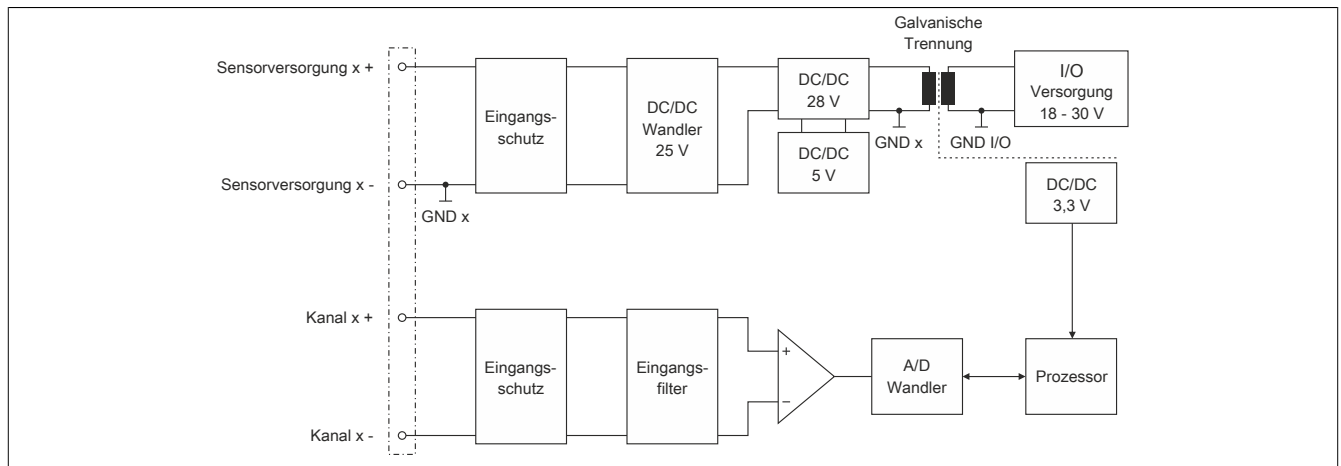 Galvanische
Trennung
Sensorversorgung x +
Eingangs-
schutz
DC/DC
Wandler
25 V
DC/DC
28 V
DC/DC
5 V
GND x
GND I/O
I/O
Versorgung
18 - 30 V
Sensorversorgung x -
GND x
DC/DC
3,3 V
Kanal x +
Eingangs-
schutz
Eingangs-
filter
+
−
A/D
Wandler
Prozessor
Kanal x -